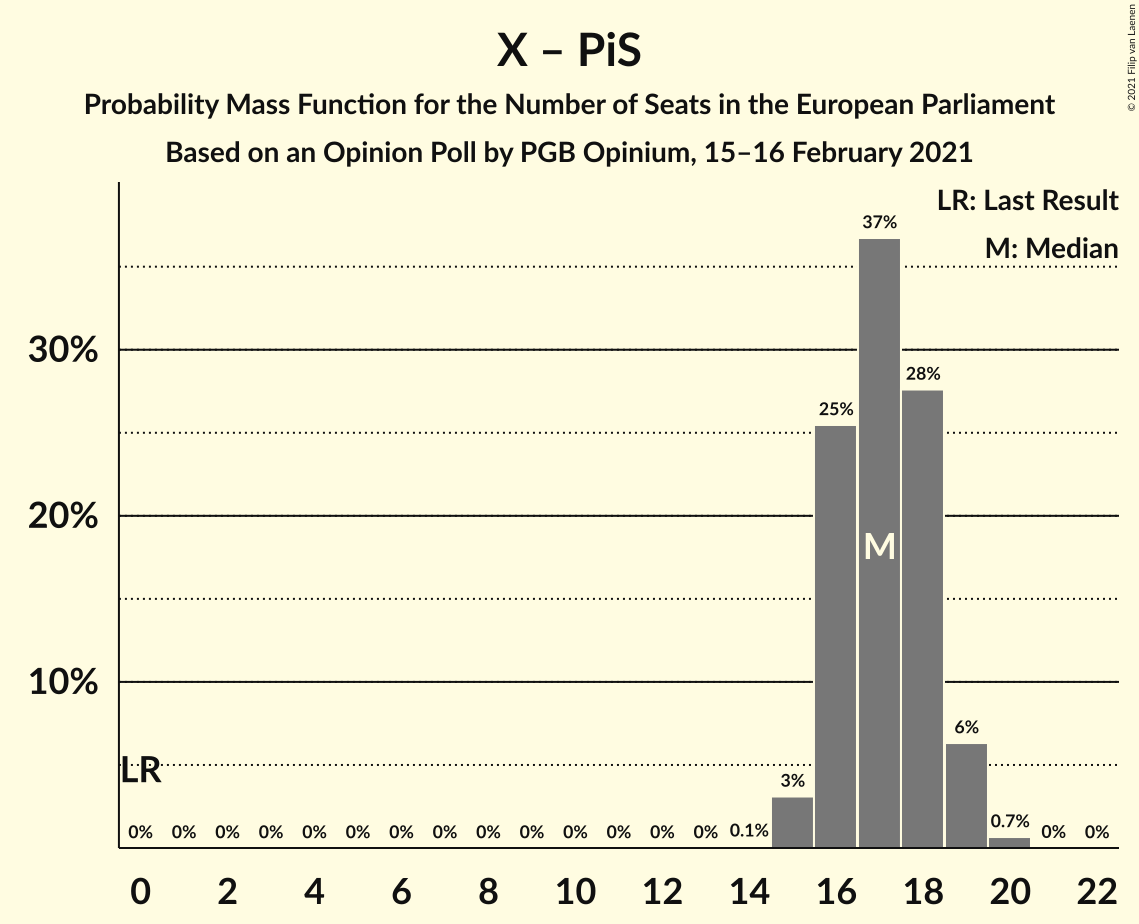 X – PiS
Probability Mass Function for the Number of Seats in the European Parliament
Based on an Opinion Poll by PGB Opinium, 15–16 February 2021
© 2021 Filip van Laenen
LR: Last Result
M: Median
30%
20%
10%
LR
M
0% 0% 0% 0% 0% 0% 0% 0% 0% 0% 0% 0% 0% 0% 0.1% 3% 25% 37% 28% 6% 0.7% 0% 0%
0 2 4 6 8 10 12 14 16 18 20 22